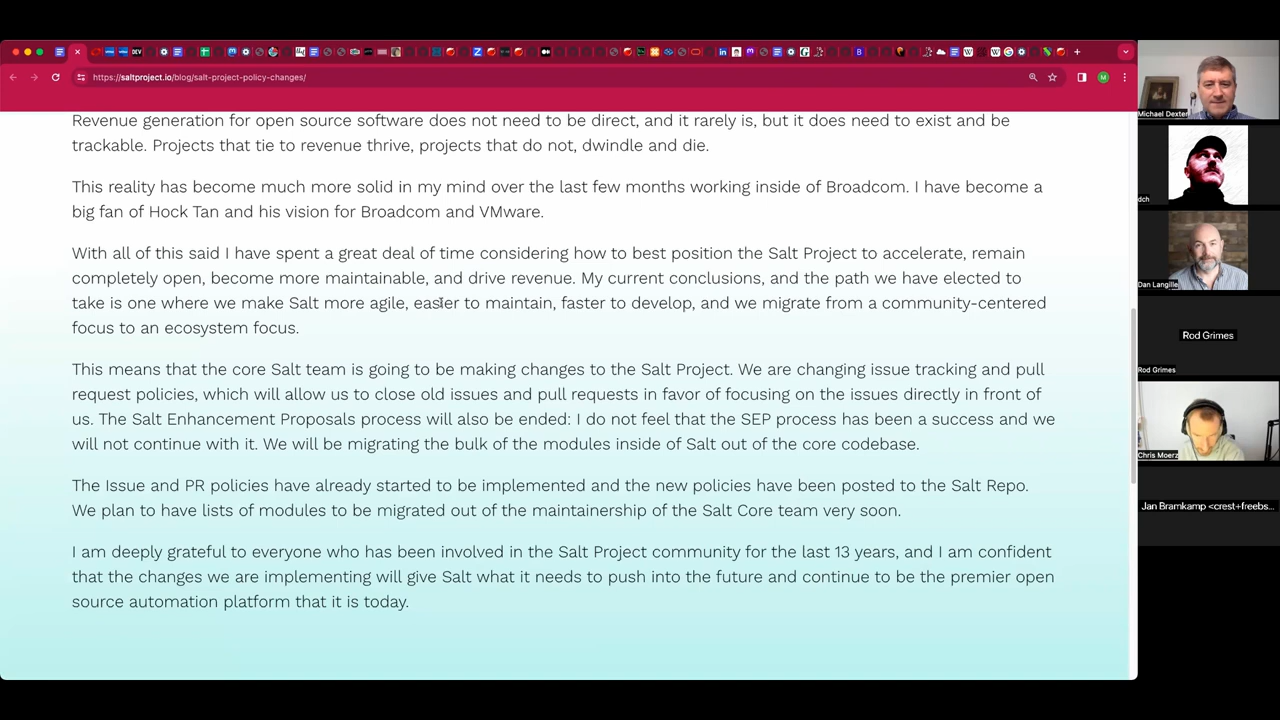 https://saltproject.io/blog/salt-project-policy-changes/
M
Revenue generation for open source software does not need to be direct, and it rarely is, but it does need to exist and be
trackable. Projects that tie to revenue thrive, projects that do not, dwindle and die.
This reality has become much more solid in my mind over the last few months working inside of Broadcom. I have become a
big fan of Hock Tan and his vision for Broadcom and VMware.
With all of this said I have spent a great deal of time considering how to best position the Salt Project to accelerate, remain
completely open, become more maintainable, and drive revenue. My current conclusions, and the path we have elected to
take is one where we make Salt more agile, easier to maintain, faster to develop, and we migrate from a community-centered
focus to an ecosystem focus.
This means that the core Salt team is going to be making changes to the Salt Project. We are changing issue tracking and pull
request policies, which will allow us to close old issues and pull requests in favor of focusing on the issues directly in front of
us. The Salt Enhancement Proposals process will also be ended: I do not feel that the SEP process has been a success and we
will not continue with it. We will be migrating the bulk of the modules inside of Salt out of the core codebase.
The Issue and PR policies have already started to be implemented and the new policies have been posted to the Salt Repo.
We plan to have lists of modules to be migrated out of the maintainership of the Salt Core team very soon.
I am deeply grateful to everyone who has been involved in the Salt Project community for the last 13 years, and I am confident
that the changes we are implementing will give Salt what it needs to push into the future and continue to be the premier open
source automation platform that it is today.
Michael Dexter
dch
Dan Langille
Rod Grimes
Rod Grimes
Chris Moerz
Jan Bramkamp <crest+freebs...